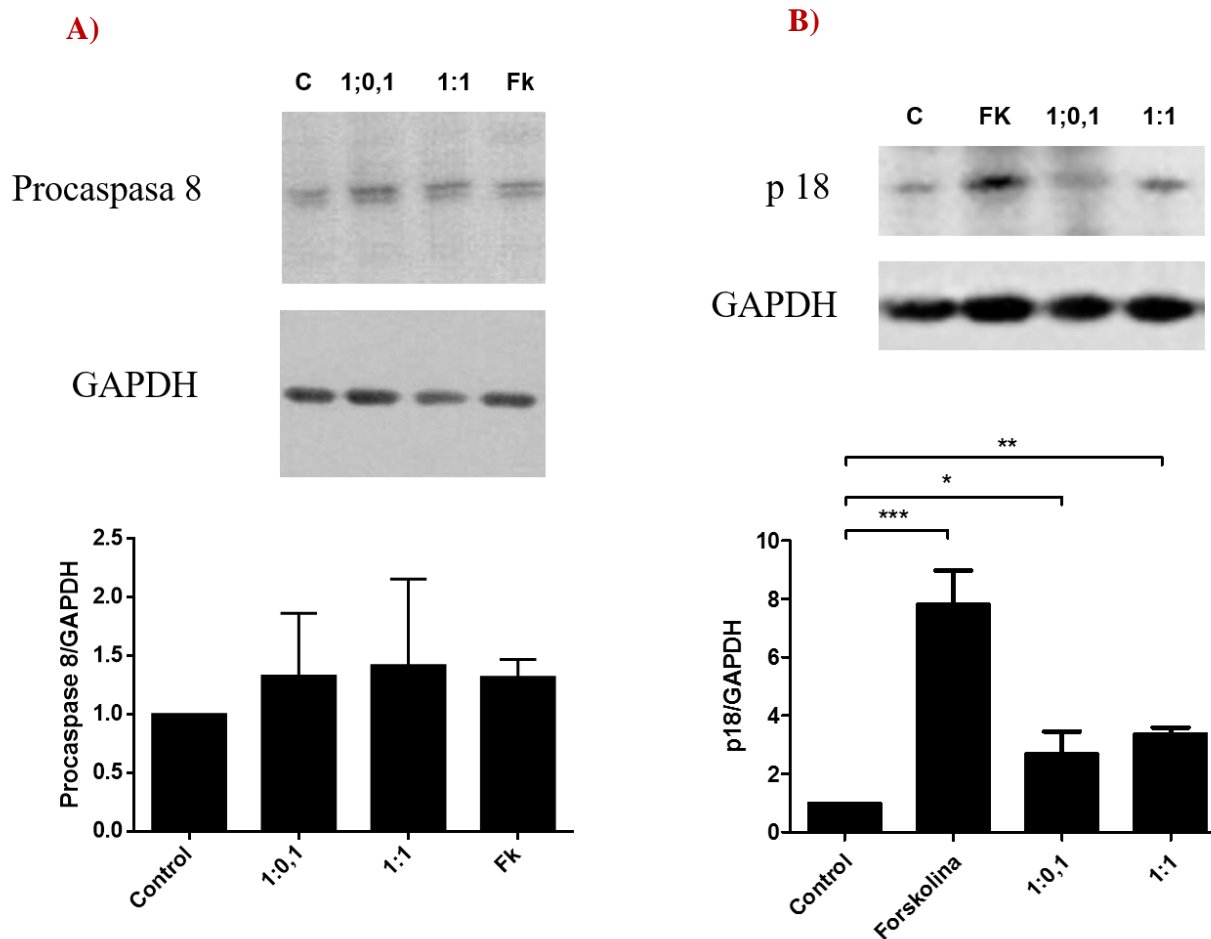 A)
C 1;0,1 1:1 Fk
Procaspasa 8
GAPDH
Procaspase 8/GAPDH
2.5
2.0
1.5
1.0
0.5
0.0
Control 1:0,1 1:1 Fk
B)
C FK 1;0,1 1:1
p 18
GAPDH
**
*
***
p18/GAPDH
10
8
6
4
2
0
Control Forskolina 1:0,1 1:1